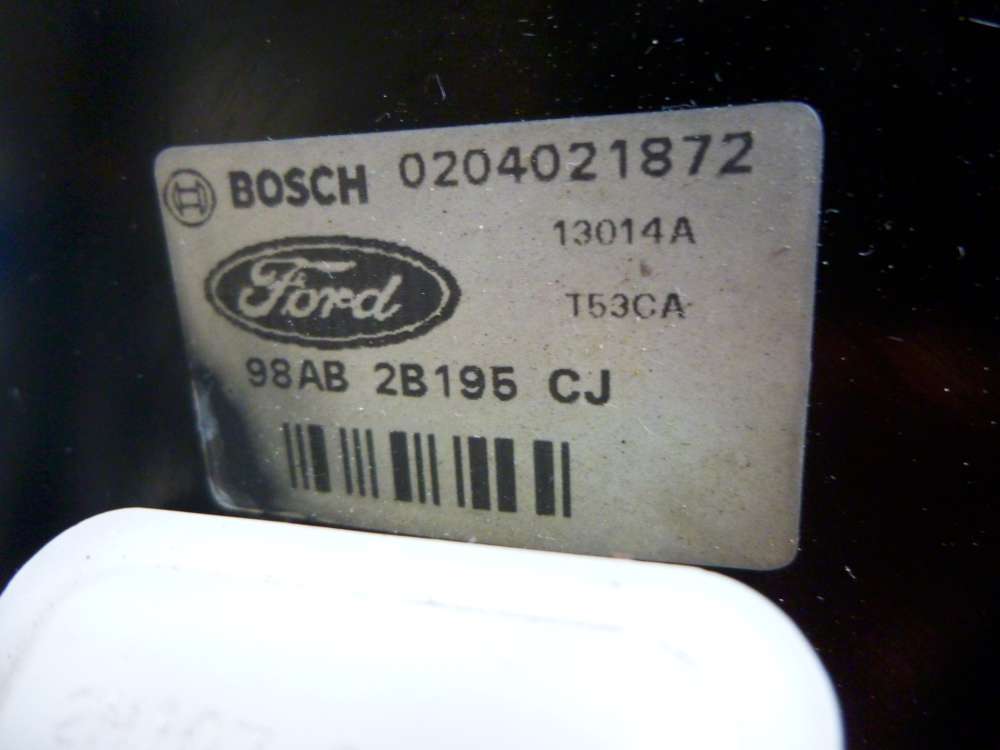 BOSCH 0204021872
13014A
Ford
T53CA
98AB 2B195 CJ